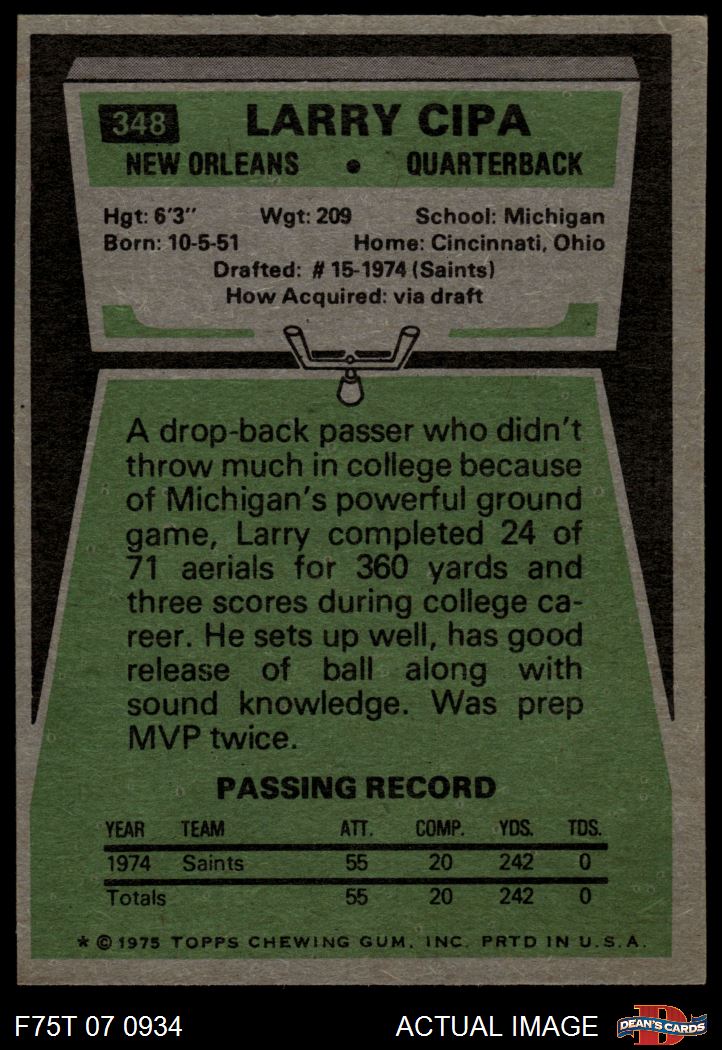 348 LARRY CIPA
NEW ORLEANS • QUARTERBACK
Hgt: 6'3" Wgt: 209 School: Michigan
Born: 10-5-51 Home: Cincinnati, Ohio
Drafted: #15-1974 (Saints)
How Acquired: via draft
A drop-back passer who didn't
throw much in college because
of Michigan's powerful ground
game, Larry completed 24 of
71 aerials for 360 yards and
three scores during college ca-
reer. He sets up well, has good
release of ball along with
sound knowledge. Was prep
MVP twice.
PASSING RECORD
YEAR TEAM ATT. COMP. YDS. TDS.
1974 Saints 55 20 242 0
Totals 55 20 242 0
* © 1975 TOPPS CHEWING GUM, INC. PRTD IN U.S.A.
F75T 07 0934 ACTUAL IMAGE DEAN'S CARDS